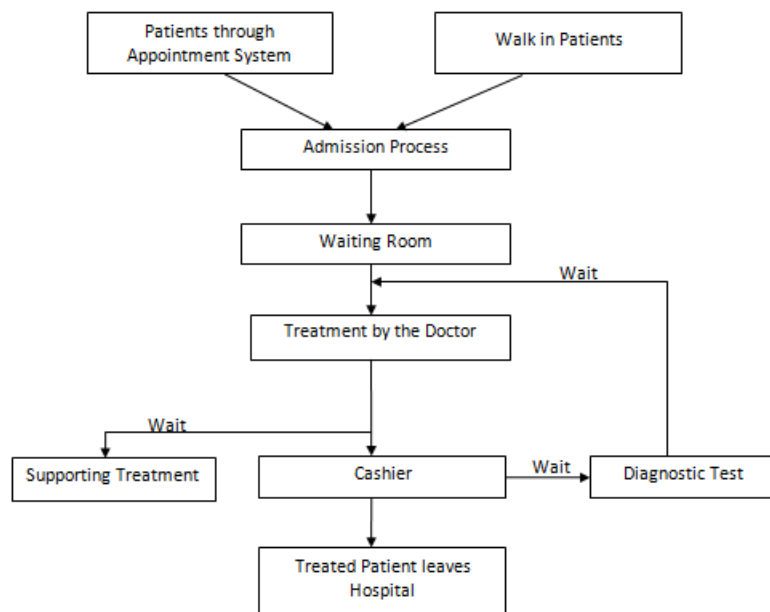 Patients through
Appointment System
Walk in Patients
Admission Process
Waiting Room
Wait
Treatment by the Doctor
Wait
Supporting Treatment
Cashier
Wait
Diagnostic Test
Treated Patient leaves
Hospital